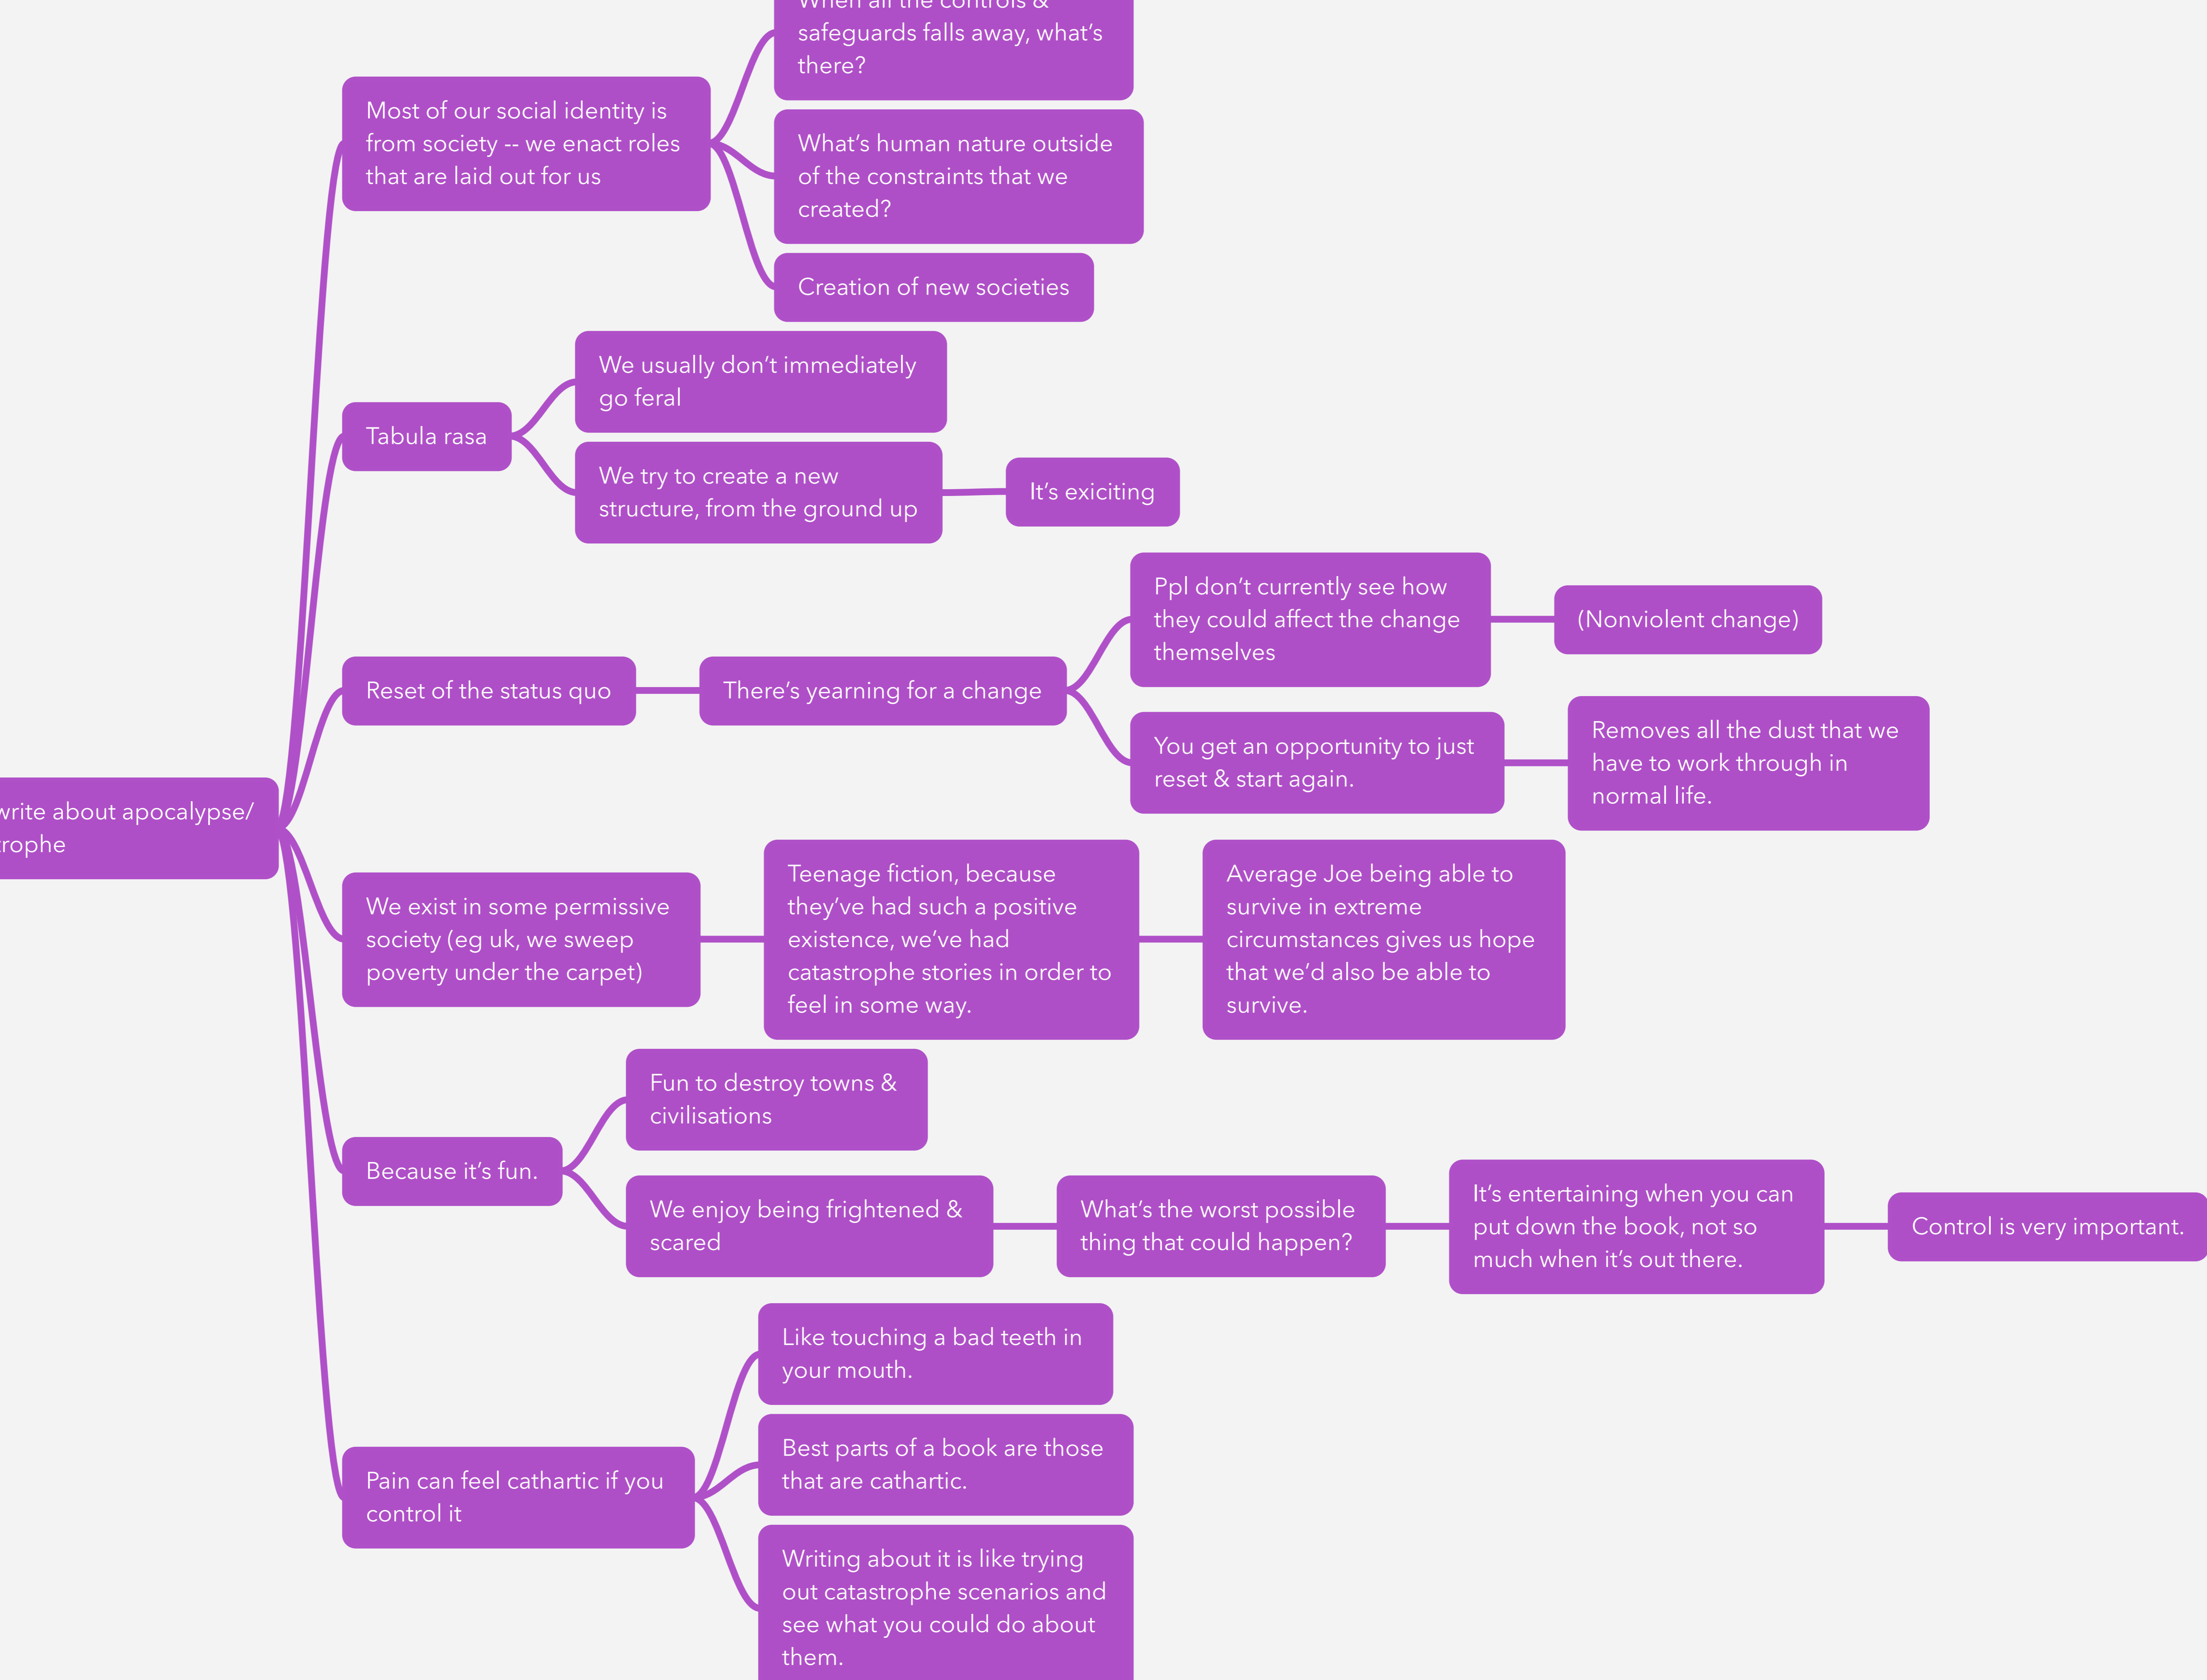 When all the controls &
safeguards falls away, what's
there?
Most of our social identity is
from society -- we enact roles
that are laid out for us
What's human nature outside
of the constraints that we
created?
Creation of new societies
We usually don't immediately
go feral
Tabula rasa
We try to create a new
structure, from the ground up
It's exiciting
Ppl don't currently see how
they could affect the change
themselves
(Nonviolent change)
Reset of the status quo
There's yearning for a change
You get an opportunity to just
reset & start again.
Removes all the dust that we
have to work through in
normal life.
write about apocalypse/
trophe
We exist in some permissive
society (eg uk, we sweep
poverty under the carpet)
Teenage fiction, because
they've had such a positive
existence, we've had
catastrophe stories in order to
feel in some way.
Average Joe being able to
survive in extreme
circumstances gives us hope
that we'd also be able to
survive.
Fun to destroy towns &
civilisations
Because it's fun.
We enjoy being frightened &
scared
What's the worst possible
thing that could happen?
It's entertaining when you can
put down the book, not so
much when it's out there.
Control is very important.
Like touching a bad teeth in
your mouth.
Best parts of a book are those
that are cathartic.
Pain can feel cathartic if you
control it
Writing about it is like trying
out catastrophe scenarios and
see what you could do about
them.